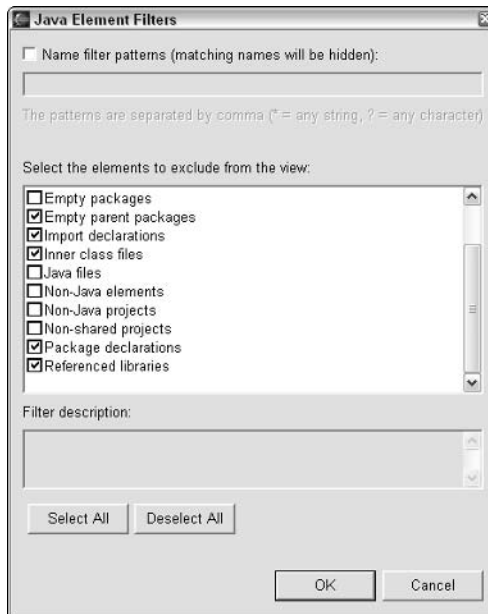 Java Element Filters
Name filter patterns (matching names will be hidden):
The patterns are separated by comma (* = any string, ? = any character)
Select the elements to exclude from the view:
Empty packages
Empty parent packages
Import declarations
Inner class files
Java files
Non-Java elements
Non-Java projects
Non-shared projects
Package declarations
Referenced libraries
Filter description:
Select All Deselect All
OK Cancel